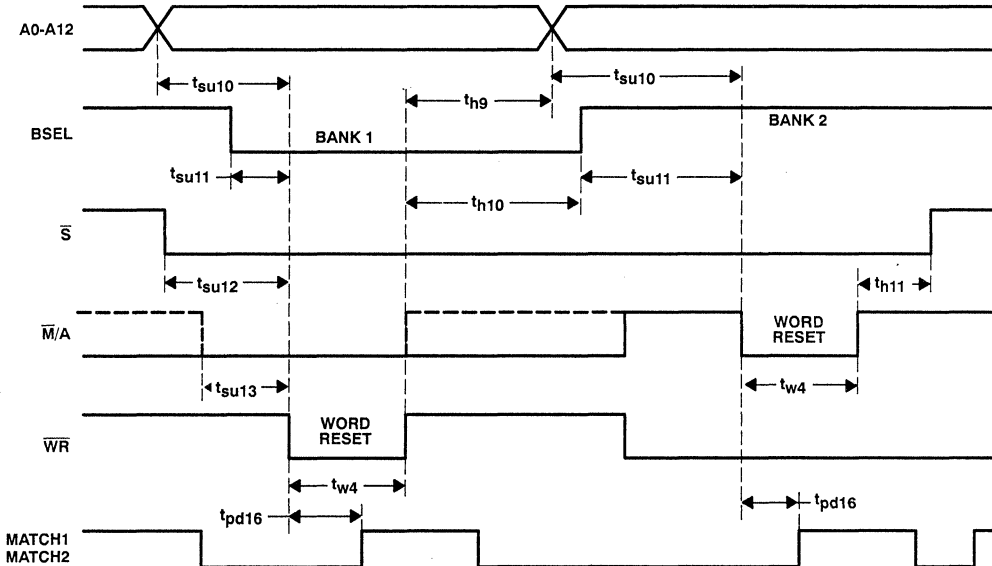 A0-A12
tsu10
tsu10
th9
BSEL
BANK 1
BANK 2
tsu11
tsu11
th10
S̅
tsu12
th11
M̅/A
WORD
RESET
tsu13
tw4
W̅R̅
WORD
RESET
tw4
tpd16
tpd16
MATCH1
MATCH2